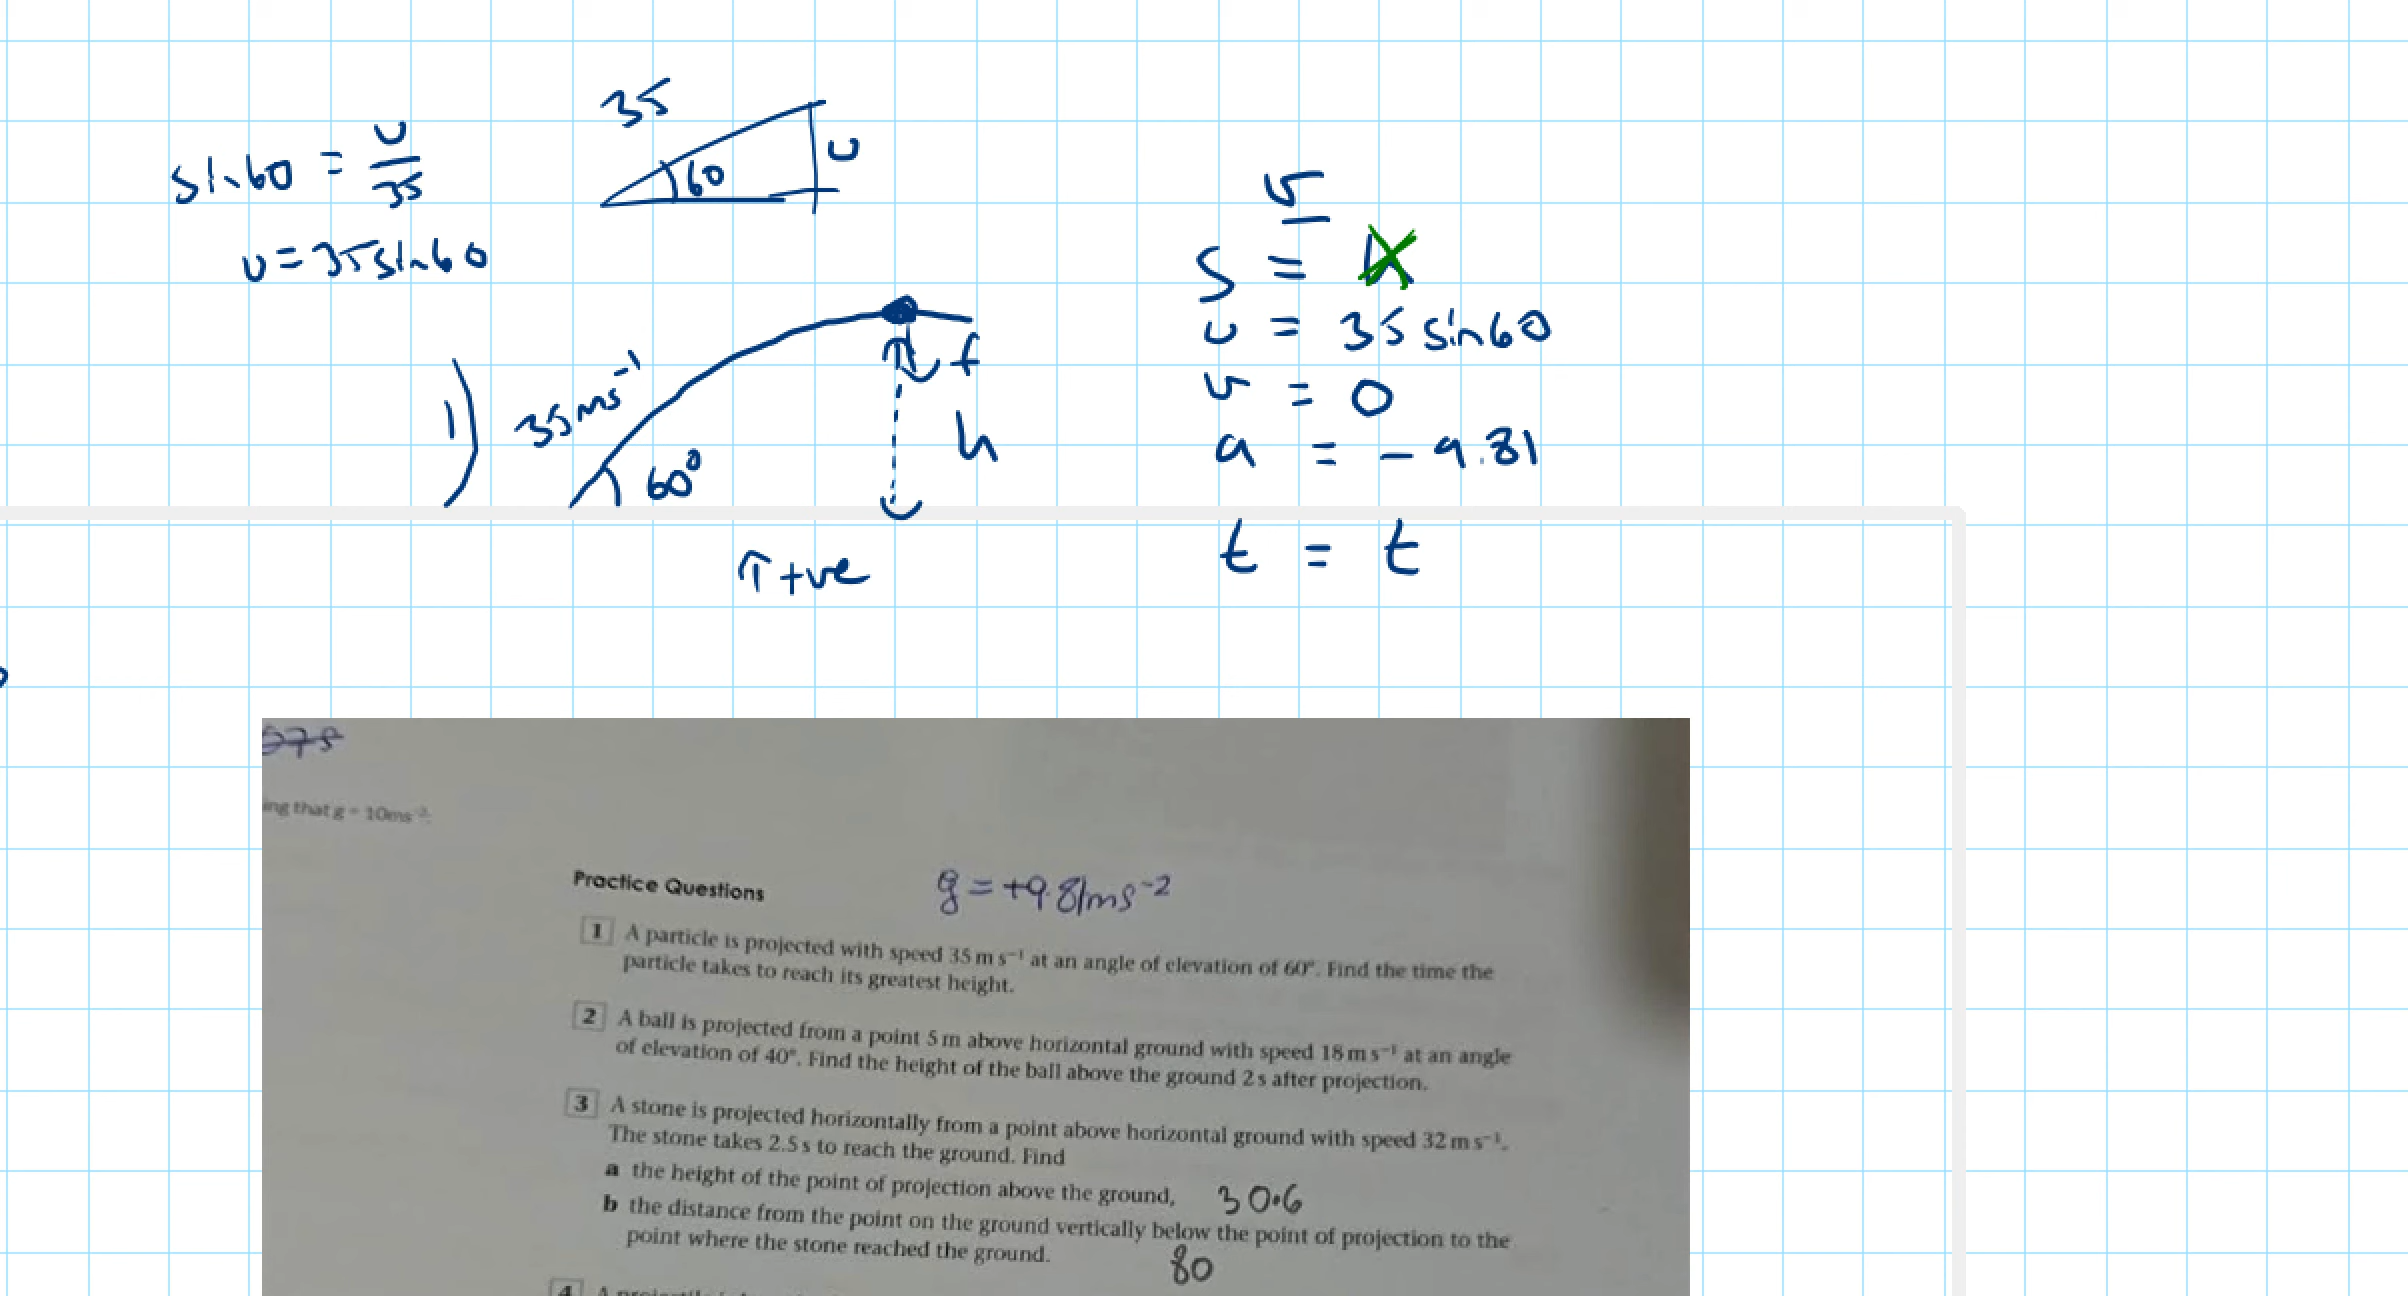 35
sin60 = u/35
60
u
u = 35sin60
v
s =
u = 35 sin60
v = 0
a = -9.81
t = t
1)
35ms⁻¹
60°
h
↑+ve
ing that g = 10ms⁻²
Practice Questions
g = +9.81ms⁻²
1 A particle is projected with speed 35 m s⁻¹ at an angle of elevation of 60°. Find the time the
particle takes to reach its greatest height.
2 A ball is projected from a point 5 m above horizontal ground with speed 18 m s⁻¹ at an angle
of elevation of 40°. Find the height of the ball above the ground 2 s after projection.
3 A stone is projected horizontally from a point above horizontal ground with speed 32 m s⁻¹.
The stone takes 2.5 s to reach the ground. Find
a the height of the point of projection above the ground, 30.6
b the distance from the point on the ground vertically below the point of projection to the
point where the stone reached the ground. 80
4